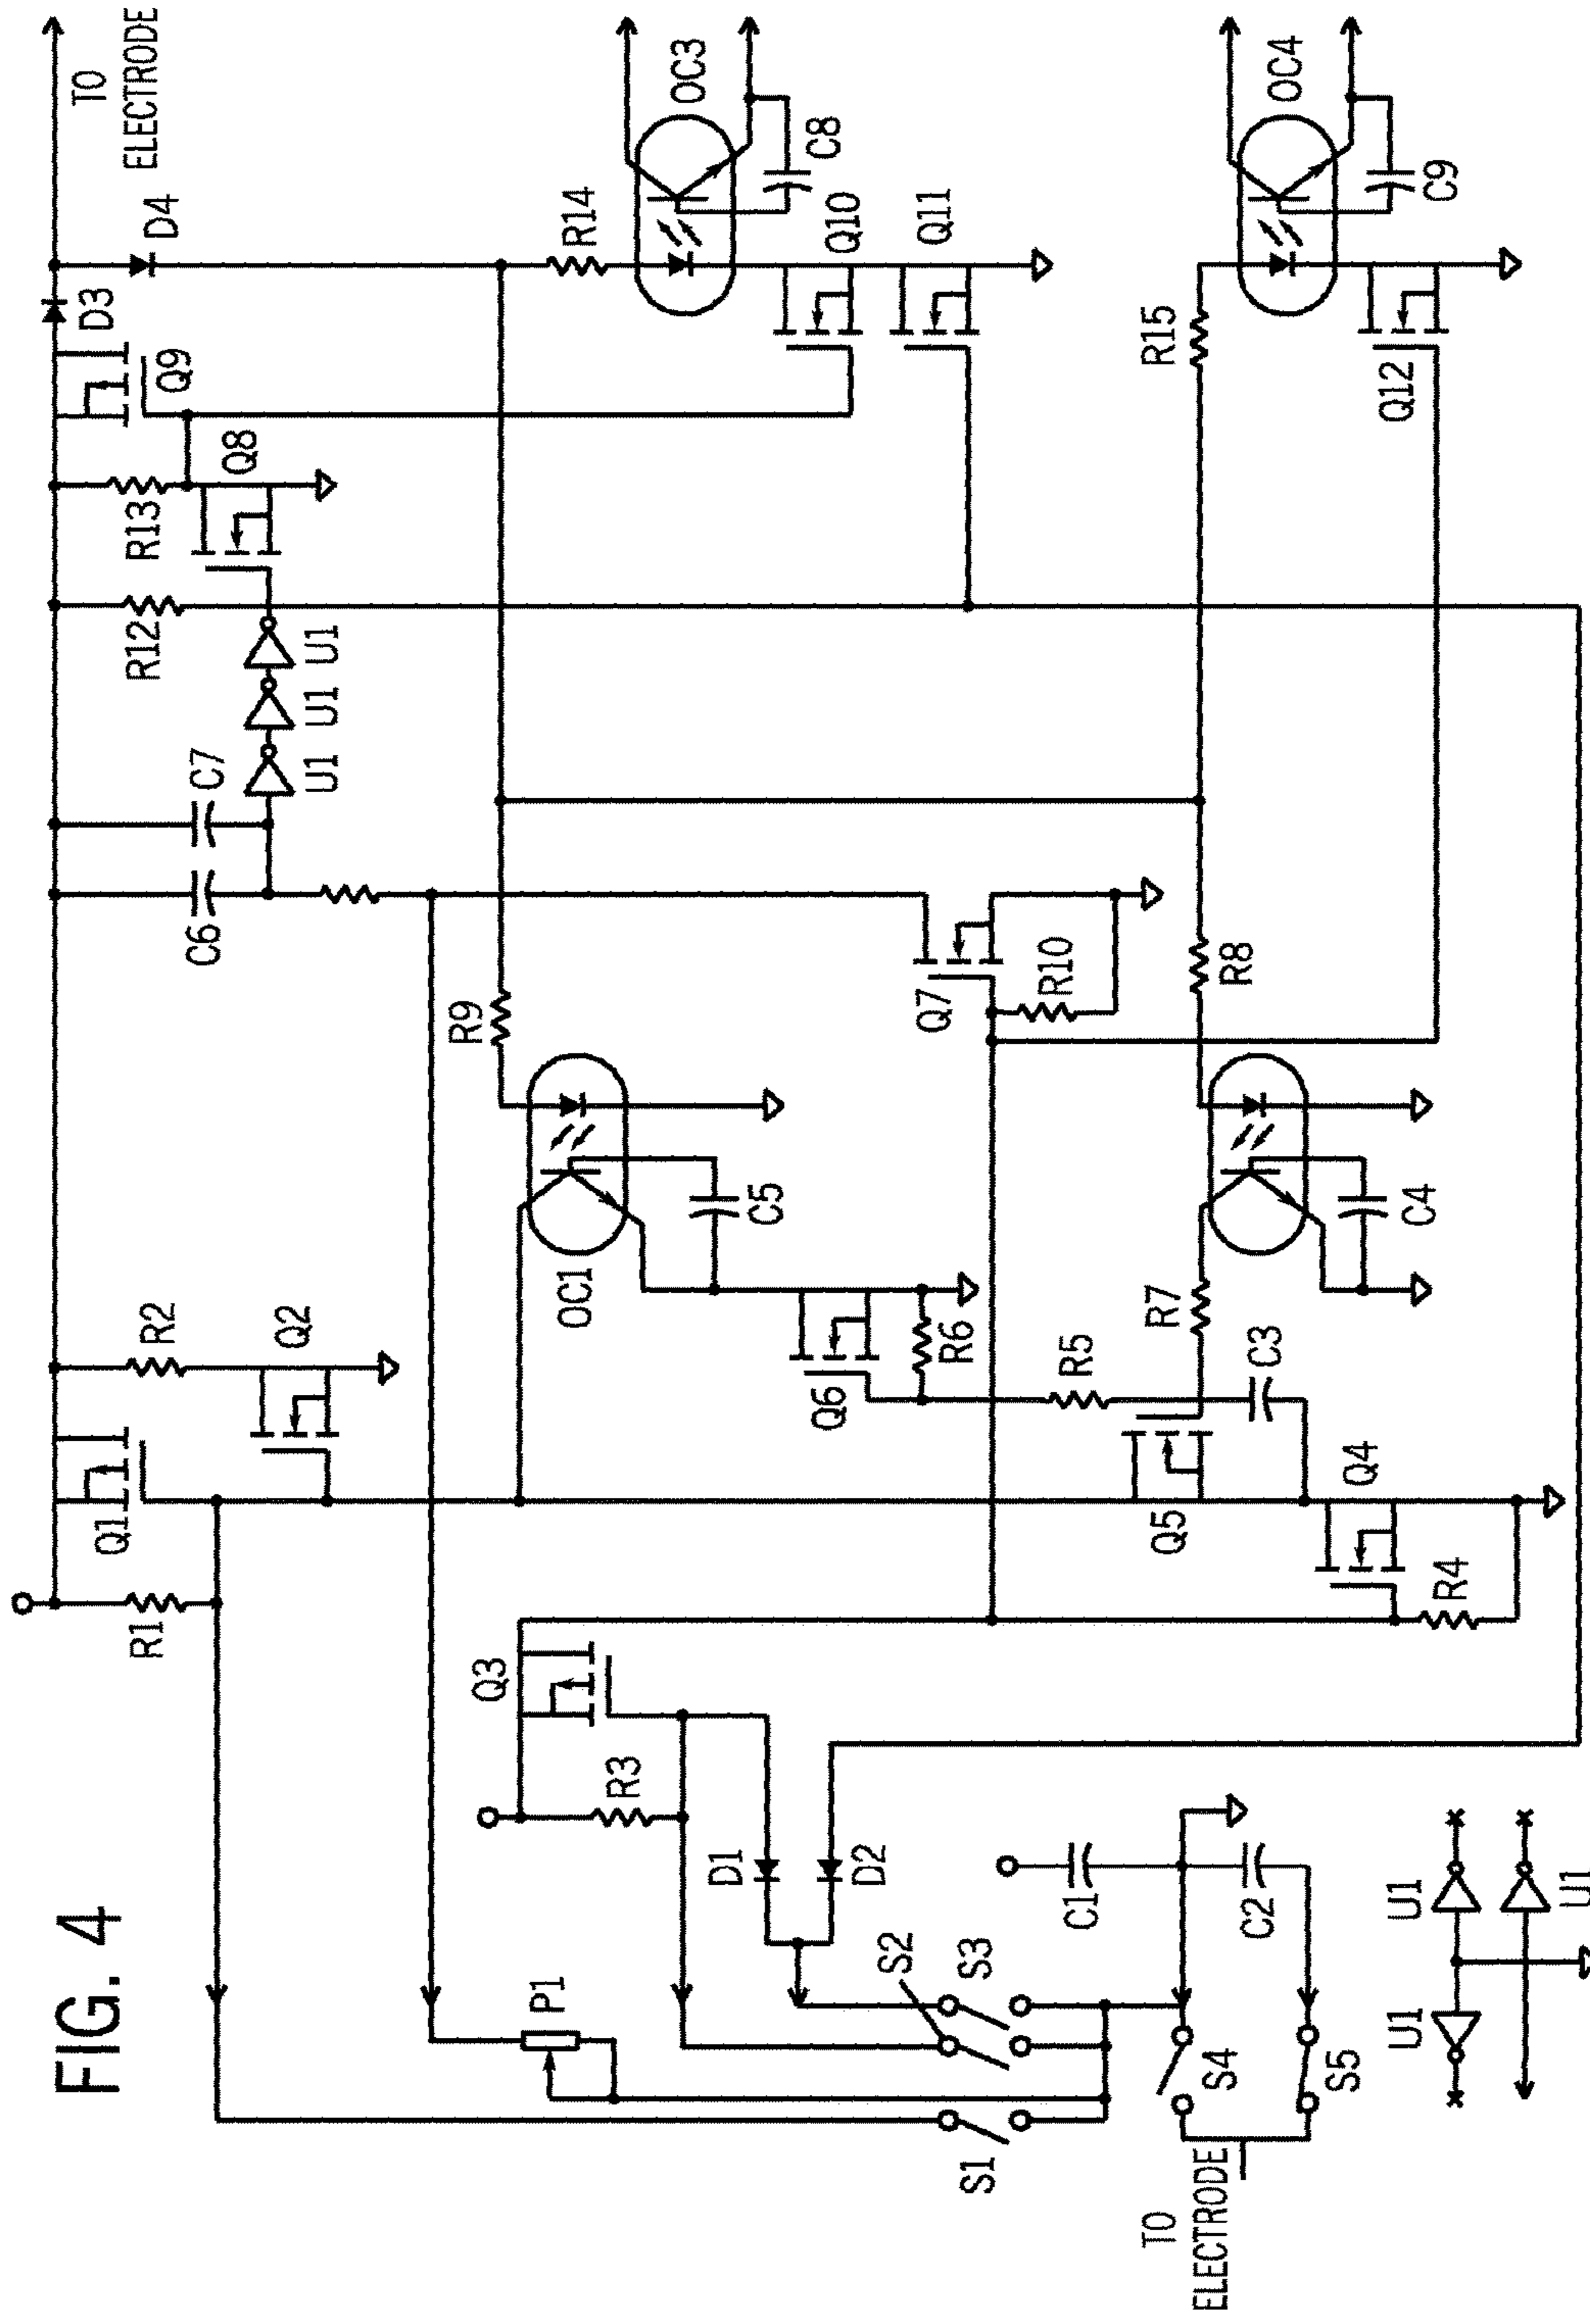 FIG. 4
TO
ELECTRODE
D3
R1
Q1
R2
R12
R13
Q9
D4
C6
C7
Q8
Q2
U1
U1
U1
R9
Q3
P1
OC1
R14
R3
OC3
D1
C5
C8
Q6
Q10
D2
S2
Q7
Q11
R6
S3
S1
R10
R5
C1
TO
ELECTRODE
Q5
R7
R15
S4
R8
C2
C3
OC4
S5
Q4
Q12
U1
U1
C4
C9
R4
U1